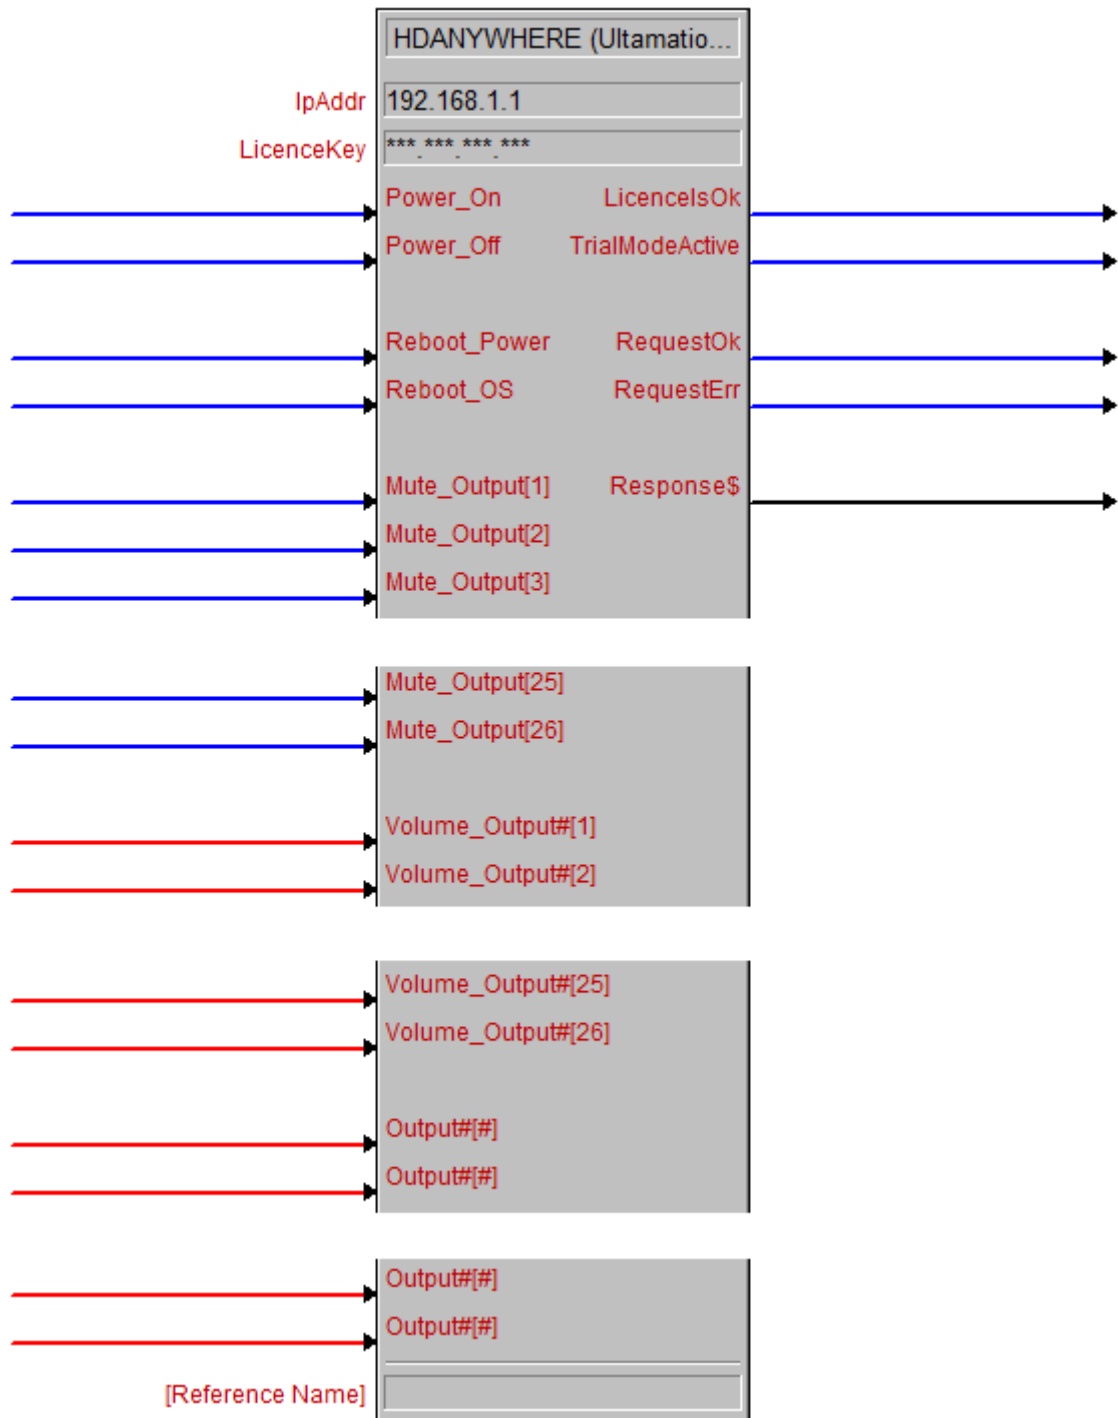 HDANYWHERE (Ultamatio...
IpAddr 192.168.1.1
LicenceKey ***.***.***.***
Power_On LicenceIsOk
Power_Off TrialModeActive
Reboot_Power RequestOk
Reboot_OS RequestErr
Mute_Output[1] Response$
Mute_Output[2]
Mute_Output[3]
Mute_Output[25]
Mute_Output[26]
Volume_Output#[1]
Volume_Output#[2]
Volume_Output#[25]
Volume_Output#[26]
Output#[#]
Output#[#]
Output#[#]
Output#[#]
[Reference Name]